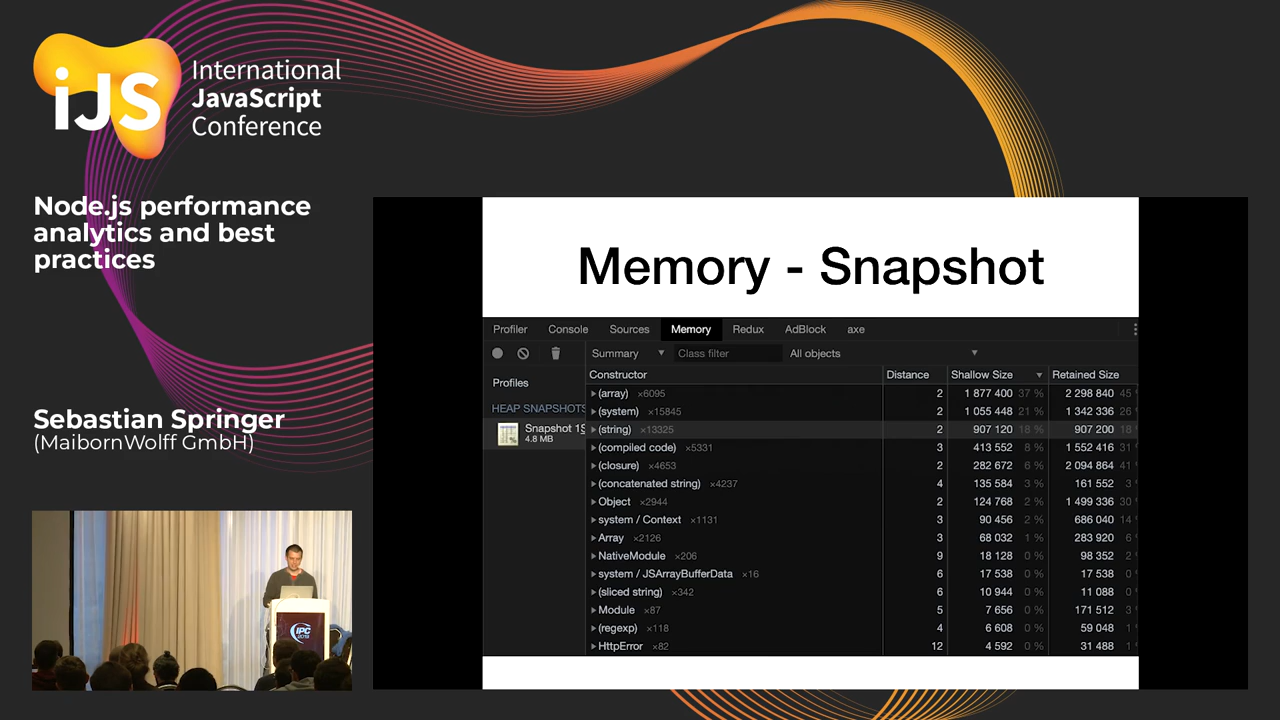 iJS
International
JavaScript
Conference
Node.js performance
analytics and best
practices
Sebastian Springer
(MaibornWolff GmbH)
IPC
Memory - Snapshot
Profiler Console Sources Memory Redux AdBlock axe
Summary Class filter All objects
Profiles
HEAP SNAPSHOTS
Snapshot 1
4.8 MB
Constructor Distance Shallow Size Retained Size
(array) ×6095 2 1 877 400 37 % 2 298 840 45
(system) ×15845 2 1 055 448 21 % 1 342 336 26
(string) ×13325 2 907 120 18 % 907 200 18
(compiled code) ×5331 3 413 552 8 % 1 552 416 31
(closure) ×4653 2 282 672 6 % 2 094 864 41
(concatenated string) ×4237 4 135 584 3 % 161 552 3
Object ×2944 2 124 768 2 % 1 499 336 30
system / Context ×1131 3 90 456 2 % 686 040 14
Array ×2126 3 68 032 1 % 283 920 6
NativeModule ×206 9 18 128 0 % 98 352 2
system / JSArrayBufferData ×16 6 17 538 0 % 17 538 0
(sliced string) ×342 6 10 944 0 % 11 088 0
Module ×87 5 7 656 0 % 171 512 3
(regexp) ×118 4 6 608 0 % 59 048 1
HttpError ×82 12 4 592 0 % 31 488 1